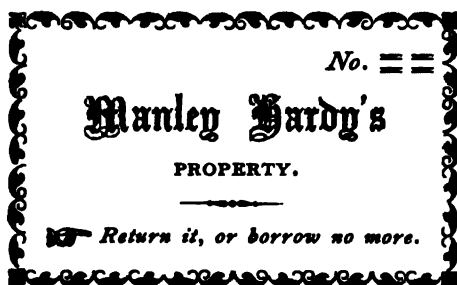 No. == ==
Manley Hardy's
PROPERTY.
☞ Return it, or borrow no more.